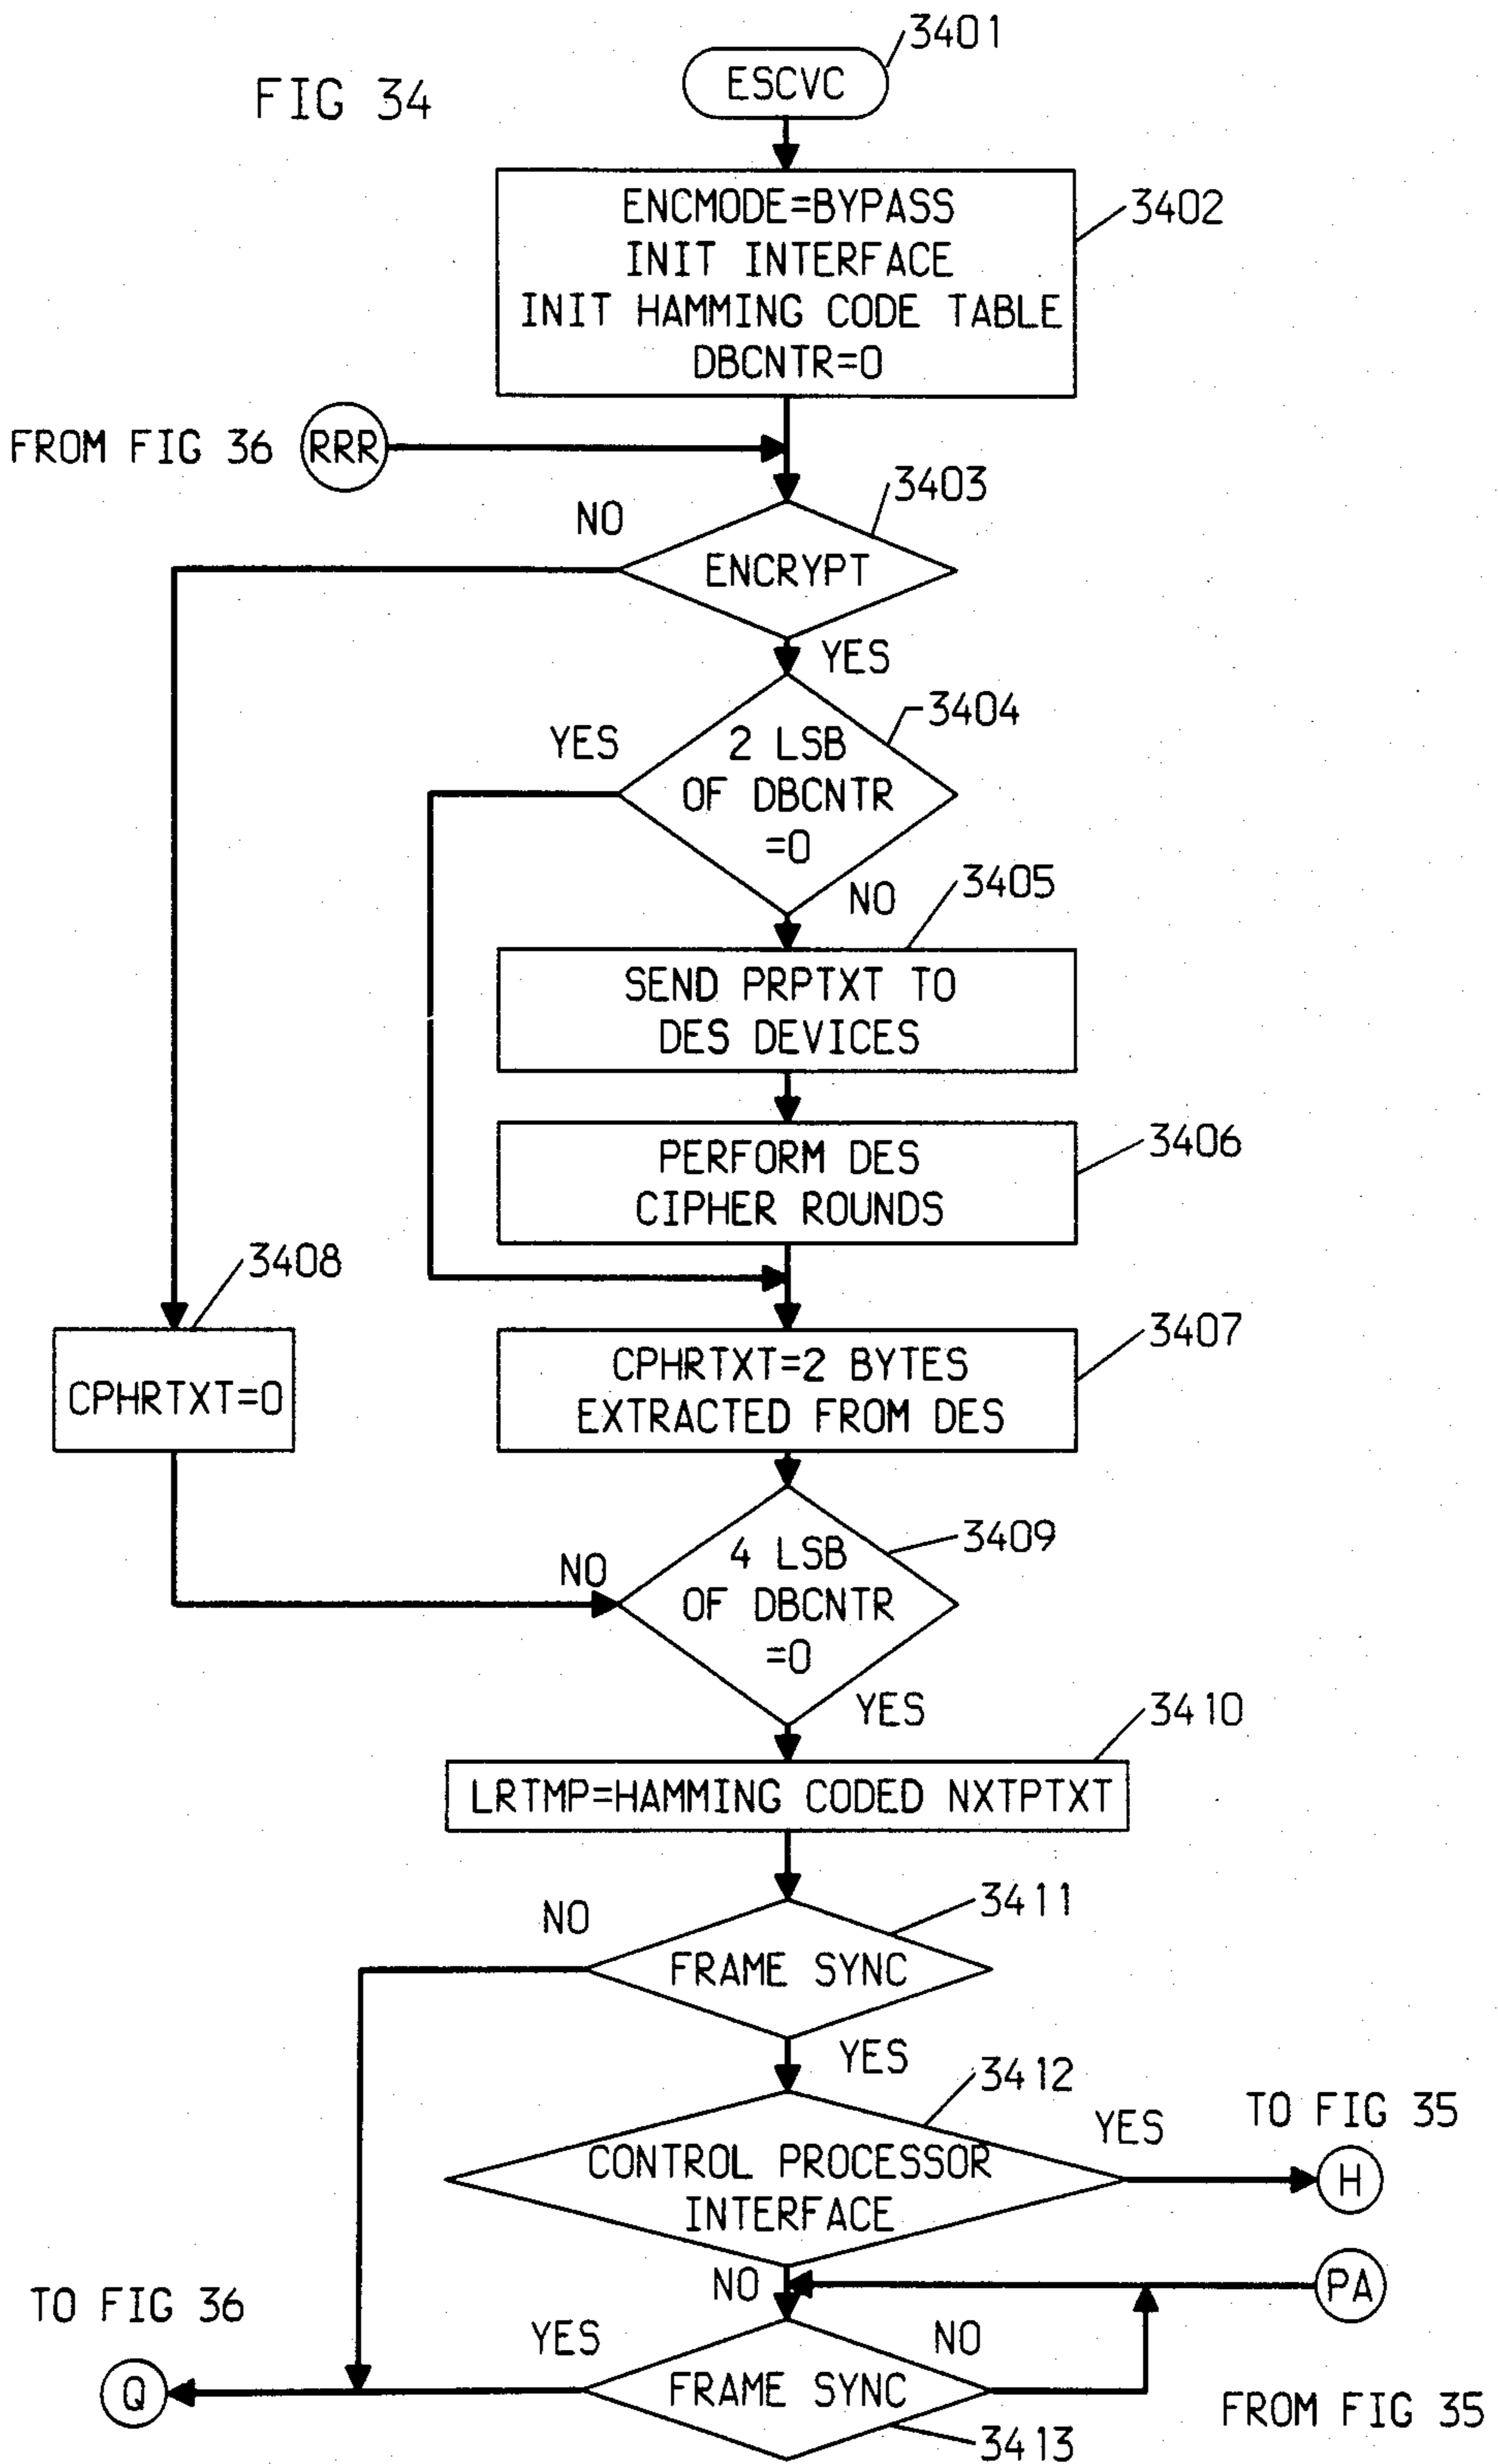 3401
FIG 34
ESCVC
ENCMODE=BYPASS
INIT INTERFACE
INIT HAMMING CODE TABLE
DBCNTR=0
3402
FROM FIG 36
RRR
3403
NO
ENCRYPT
YES
3404
YES
2 LSB
OF DBCNTR
=0
NO
3405
SEND PRPTXT TO
DES DEVICES
3406
PERFORM DES
CIPHER ROUNDS
3408
CPHRTXT=0
3407
CPHRTXT=2 BYTES
EXTRACTED FROM DES
3409
NO
4 LSB
OF DBCNTR
=0
YES
3410
LRTMP=HAMMING CODED NXTPTXT
3411
NO
FRAME SYNC
YES
3412
TO FIG 35
YES
CONTROL PROCESSOR
INTERFACE
H
NO
PA
TO FIG 36
YES
NO
Q
FRAME SYNC
FROM FIG 35
3413